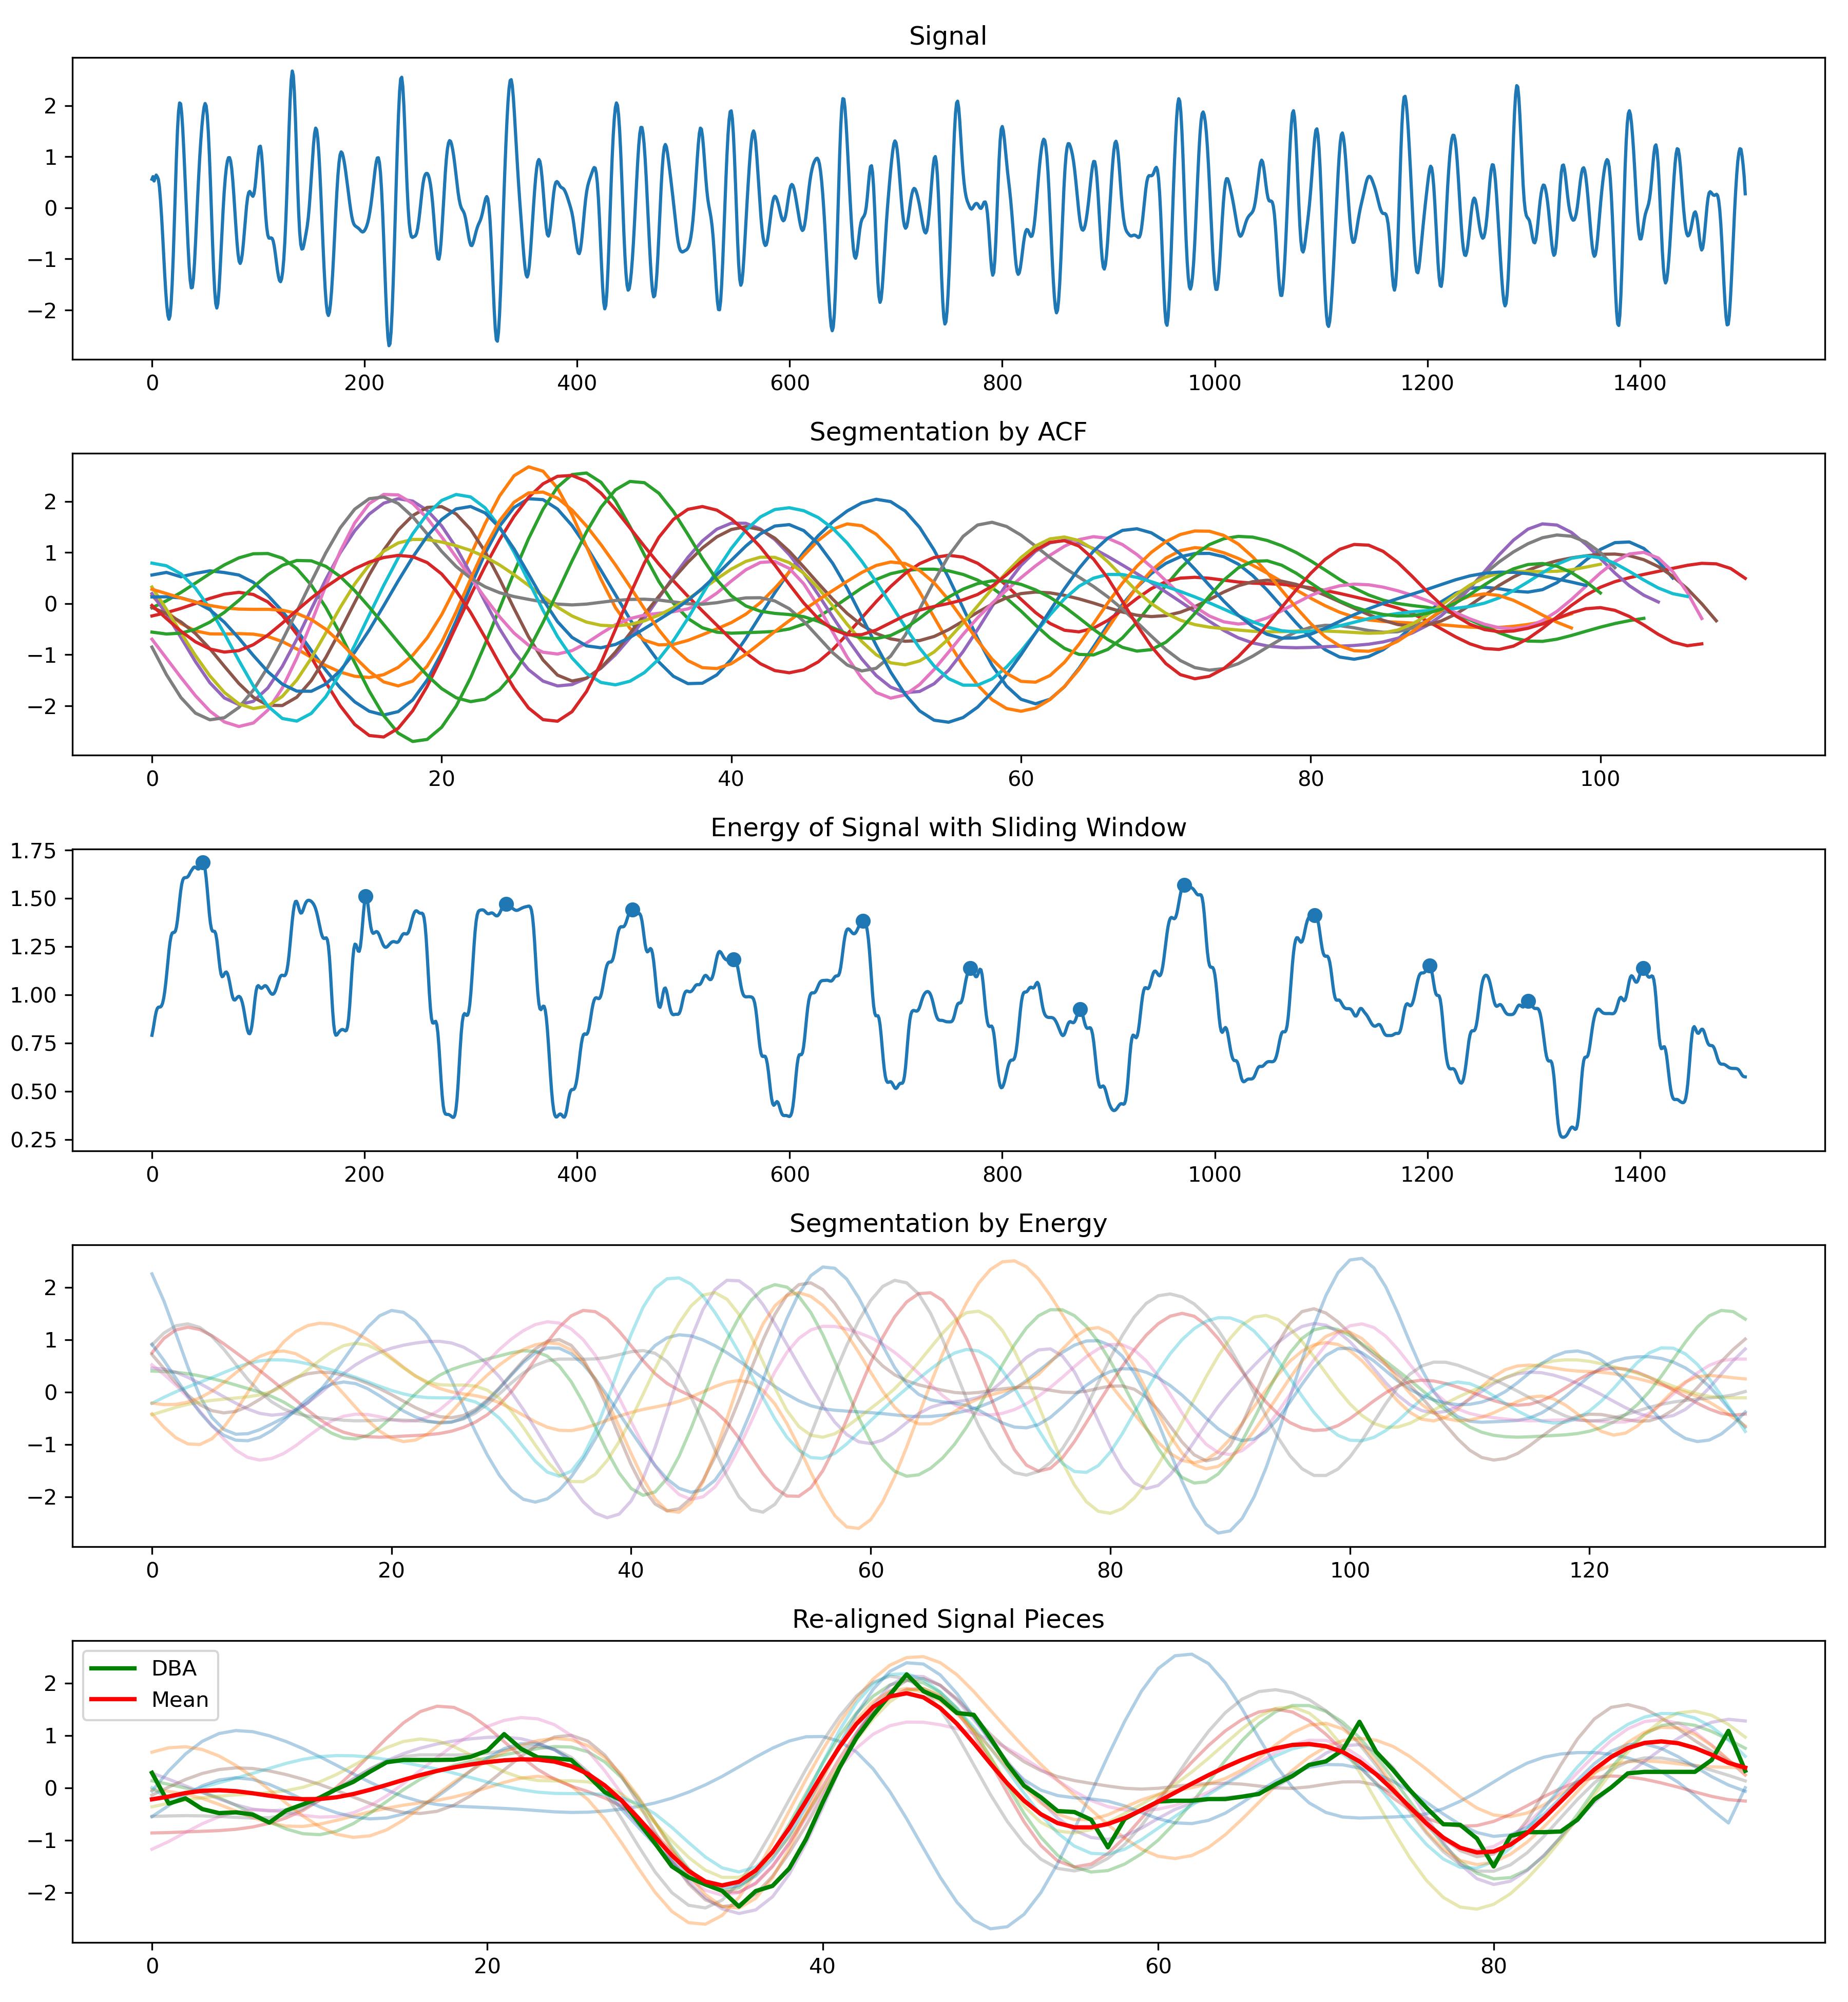 Signal
2
1
0
−1
−2
0 200 400 600 800 1000 1200 1400
Segmentation by ACF
2
1
0
−1
−2
0 20 40 60 80 100
Energy of Signal with Sliding Window
1.75
1.50
1.25
1.00
0.75
0.50
0.25
0 200 400 600 800 1000 1200 1400
Segmentation by Energy
2
1
0
−1
−2
0 20 40 60 80 100 120
Re-aligned Signal Pieces
DBA
Mean
2
1
0
−1
−2
0 20 40 60 80